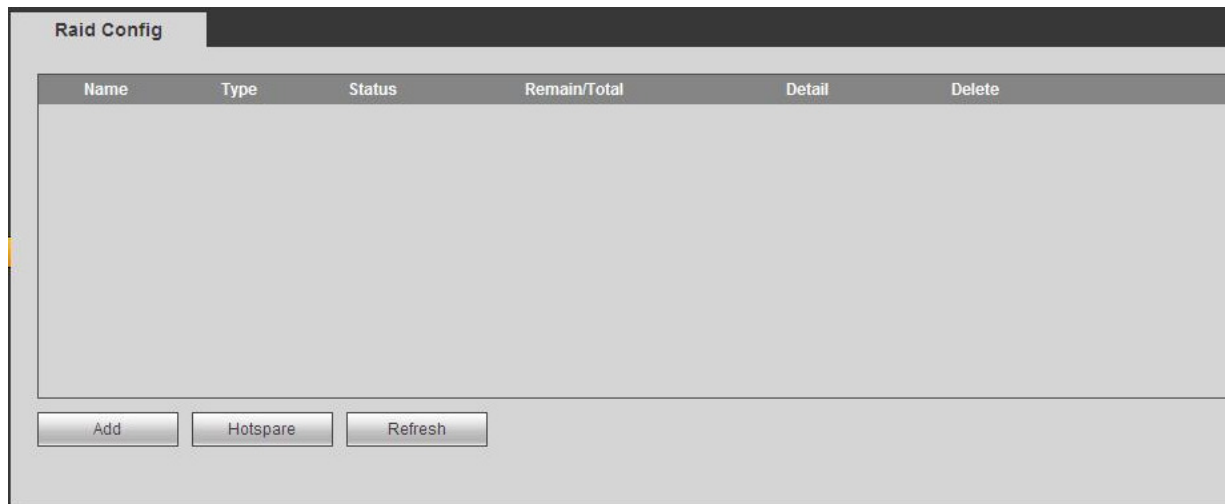 Raid Config
Name Type Status Remain/Total Detail Delete
Add Hotspare Refresh